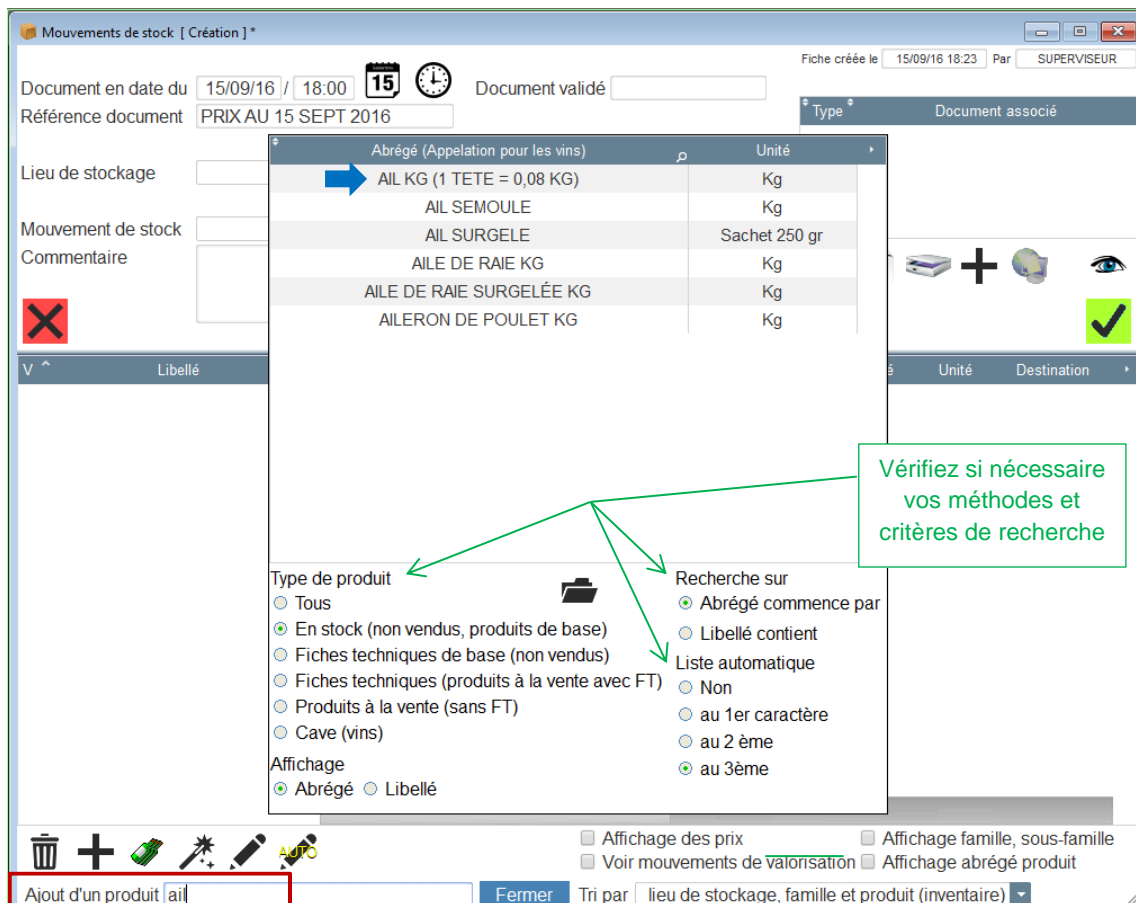 Mouvements de stock [ Création ] *
Fiche créée le 15/09/16 18:23 Par SUPERVISEUR
Document en date du 15/09/16 / 18:00 15 Document validé
Référence document PRIX AU 15 SEPT 2016
Type Document associé
Abrégé (Appelation pour les vins) Unité
Lieu de stockage
AIL KG (1 TETE = 0,08 KG) Kg
AIL SEMOULE Kg
Mouvement de stock
AIL SURGELE Sachet 250 gr
Commentaire
AILE DE RAIE KG Kg
AILE DE RAIE SURGELÉE KG Kg
AILERON DE POULET KG Kg
V Libellé Unité Destination
Vérifiez si nécessaire
vos méthodes et
critères de recherche
Type de produit
Tous
En stock (non vendus, produits de base)
Fiches techniques de base (non vendus)
Fiches techniques (produits à la vente avec FT)
Produits à la vente (sans FT)
Cave (vins)
Affichage
Abrégé Libellé
Recherche sur
Abrégé commence par
Libellé contient
Liste automatique
Non
au 1er caractère
au 2 ème
au 3ème
AUTO
Affichage des prix Affichage famille, sous-famille
Voir mouvements de valorisation Affichage abrégé produit
Ajout d'un produit ail Fermer Tri par lieu de stockage, famille et produit (inventaire)